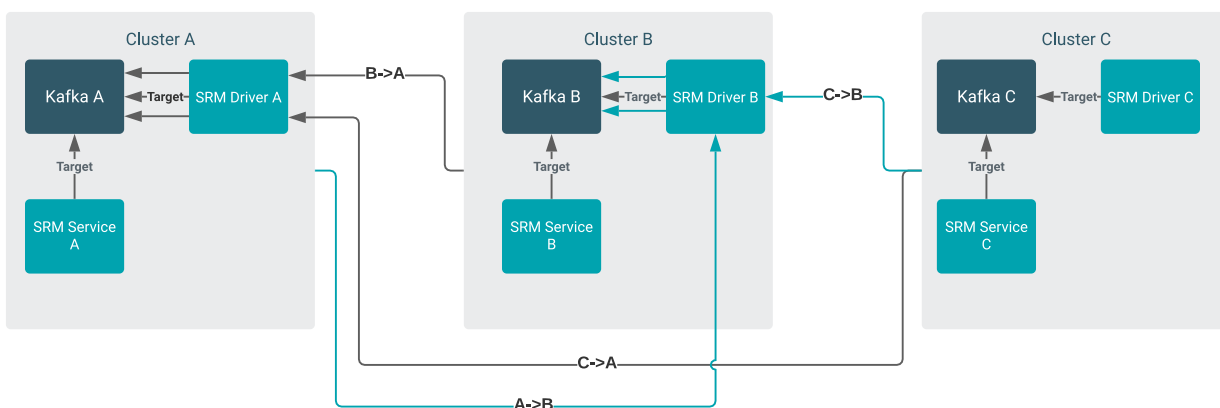 Cluster A
Kafka A
Target
SRM Driver A
Target
SRM Service
A
B->A
Cluster B
Kafka B
Target
SRM Driver B
Target
SRM Service
B
C->B
Cluster C
Kafka C
Target
SRM Driver C
Target
SRM Service
C
C->A
A->B